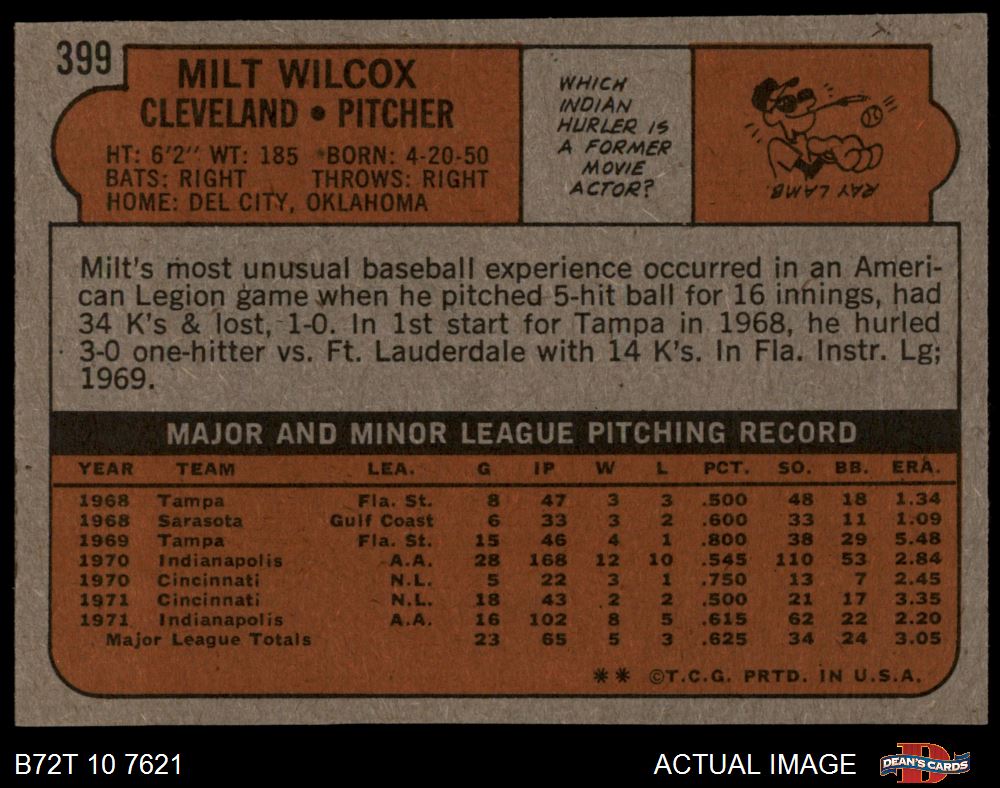 399
MILT WILCOX
CLEVELAND • PITCHER
HT: 6'2" WT: 185 BORN: 4-20-50
BATS: RIGHT THROWS: RIGHT
HOME: DEL CITY, OKLAHOMA
WHICH
INDIAN
HURLER IS
A FORMER
MOVIE
ACTOR?
RAY LAMB.
Milt's most unusual baseball experience occurred in an Ameri-
can Legion game when he pitched 5-hit ball for 16 innings, had
34 K's & lost, 1-0. In 1st start for Tampa in 1968, he hurled
3-0 one-hitter vs. Ft. Lauderdale with 14 K's. In Fla. Instr. Lg;
1969.
MAJOR AND MINOR LEAGUE PITCHING RECORD
YEAR TEAM LEA. G IP W L PCT. SO. BB. ERA.
1968 Tampa Fla. St. 8 47 3 3 .500 48 18 1.34
1968 Sarasota Gulf Coast 6 33 3 2 .600 33 11 1.09
1969 Tampa Fla. St. 15 46 4 1 .800 38 29 5.48
1970 Indianapolis A.A. 28 168 12 10 .545 110 53 2.84
1970 Cincinnati N.L. 5 22 3 1 .750 13 7 2.45
1971 Cincinnati N.L. 18 43 2 2 .500 21 17 3.35
1971 Indianapolis A.A. 16 102 8 5 .615 62 22 2.20
Major League Totals 23 65 5 3 .625 34 24 3.05
** ©T.C.G. PRTD. IN U.S.A.
B72T 10 7621
ACTUAL IMAGE
DEAN'S CARDS